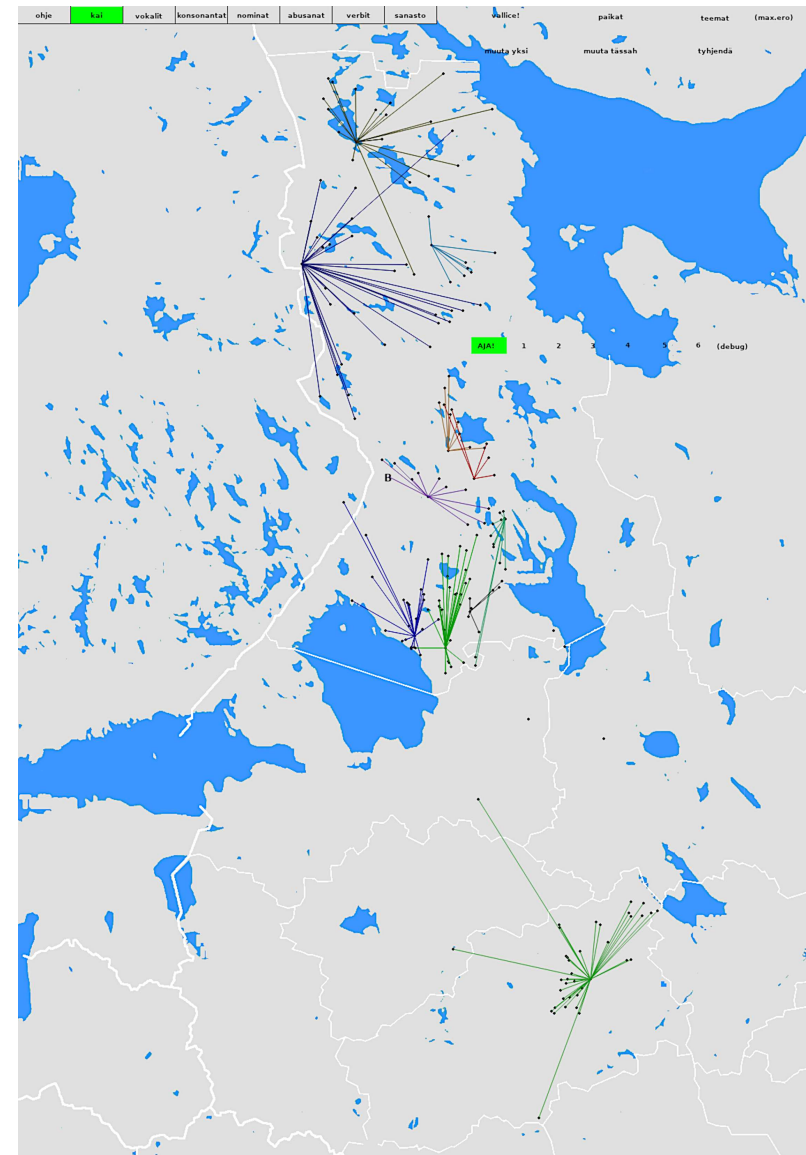 ohje kai vokalit konsonantat nominat abusanat verbit sanasto vallice! paikat teemat (max.ero)
muuta yksi muuta tässah tyhjendä
AJA! 1 2 3 4 5 6 (debug)
B